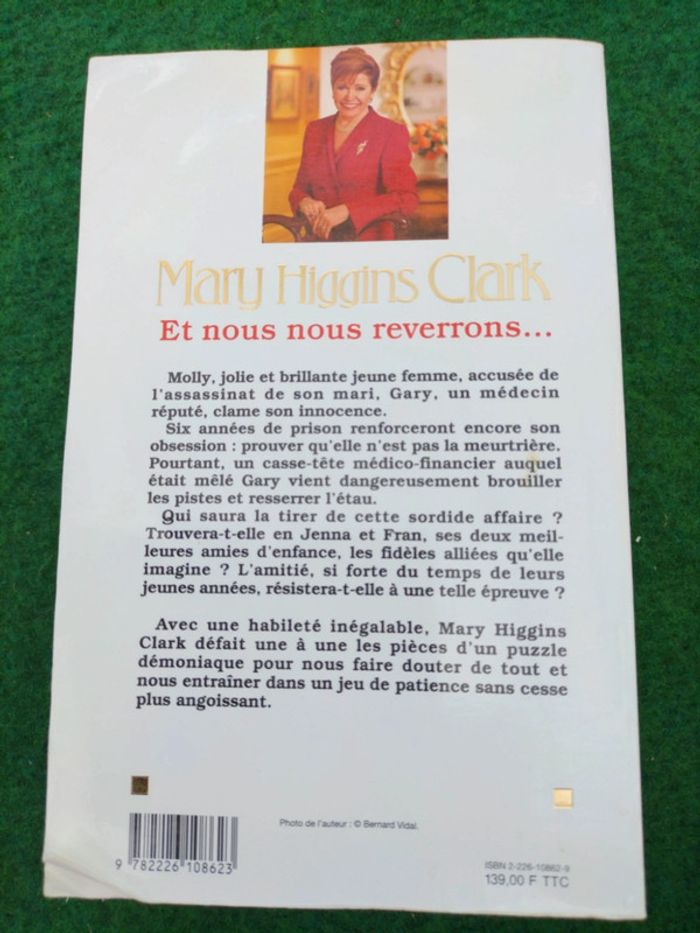 Mary Higgins Clark
Et nous nous reverrons...
Molly, jolie et brillante jeune femme, accusée de
l'assassinat de son mari, Gary, un médecin
réputé, clame son innocence.
Six années de prison renforceront encore son
obsession : prouver qu'elle n'est pas la meurtrière.
Pourtant, un casse-tête médico-financier auquel
était mêlé Gary vient dangereusement brouiller
les pistes et resserrer l'étau.
Qui saura la tirer de cette sordide affaire ?
Trouvera-t-elle en Jenna et Fran, ses deux meil-
leures amies d'enfance, les fidèles alliées qu'elle
imagine ? L'amitié, si forte du temps de leurs
jeunes années, résistera-t-elle à une telle épreuve ?
Avec une habileté inégalable, Mary Higgins
Clark défait une à une les pièces d'un puzzle
démoniaque pour nous faire douter de tout et
nous entraîner dans un jeu de patience sans cesse
plus angoissant.
Photo de l'auteur : © Bernard Vidal.
9 782226 108623
ISBN 2-226-10862-9
139,00 F TTC